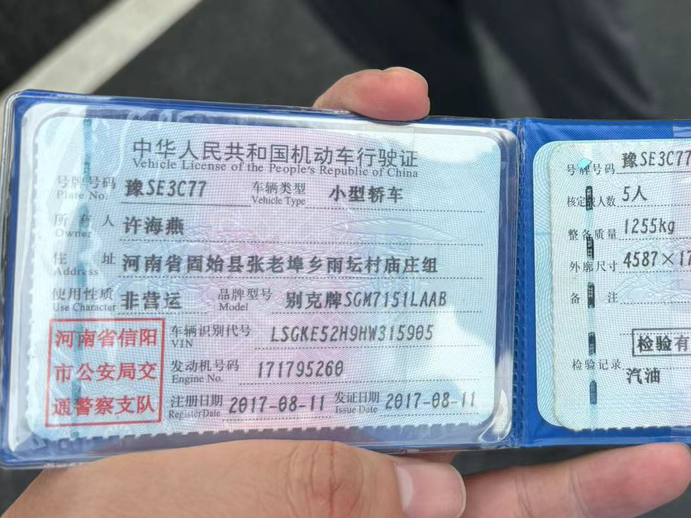 中华人民共和国机动车行驶证
Vehicle License of the People's Republic of China
号牌号码 豫SE3C77 车辆类型 小型轿车
Plate No. Vehicle Type
所有人 许海燕
Owner
住址 河南省固始县张老埠乡雨坛村庙庄组
Address
使用性质 非营运 品牌型号 别克牌SGM7151LAAB
Use Character Model
河南省信阳
市公安局交
通警察支队
车辆识别代号 LSGKE52H9HW315905
VIN
发动机号码 171795260
Engine No.
注册日期 2017-08-11 发证日期 2017-08-11
Register Date Issue Date
号牌号码 豫SE3C77
核定载人数 5人
整备质量 1255kg
外廓尺寸 4587×17
备注
检验有
检验记录
汽油